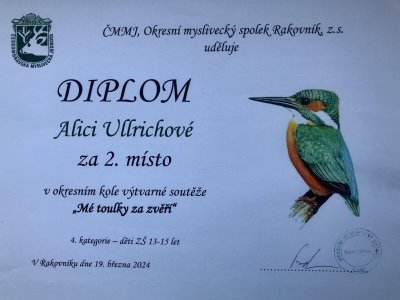 ČMMJ, Okresní myslivecký spolek Rakovník, z.s.
uděluje
DIPLOM
Alici Ullrichové
za 2. místo
v okresním kole výtvarné soutěže
„Mé toulky za zvěří“
4. kategorie – děti ZŠ 13-15 let
V Rakovníku dne 19. března 2024